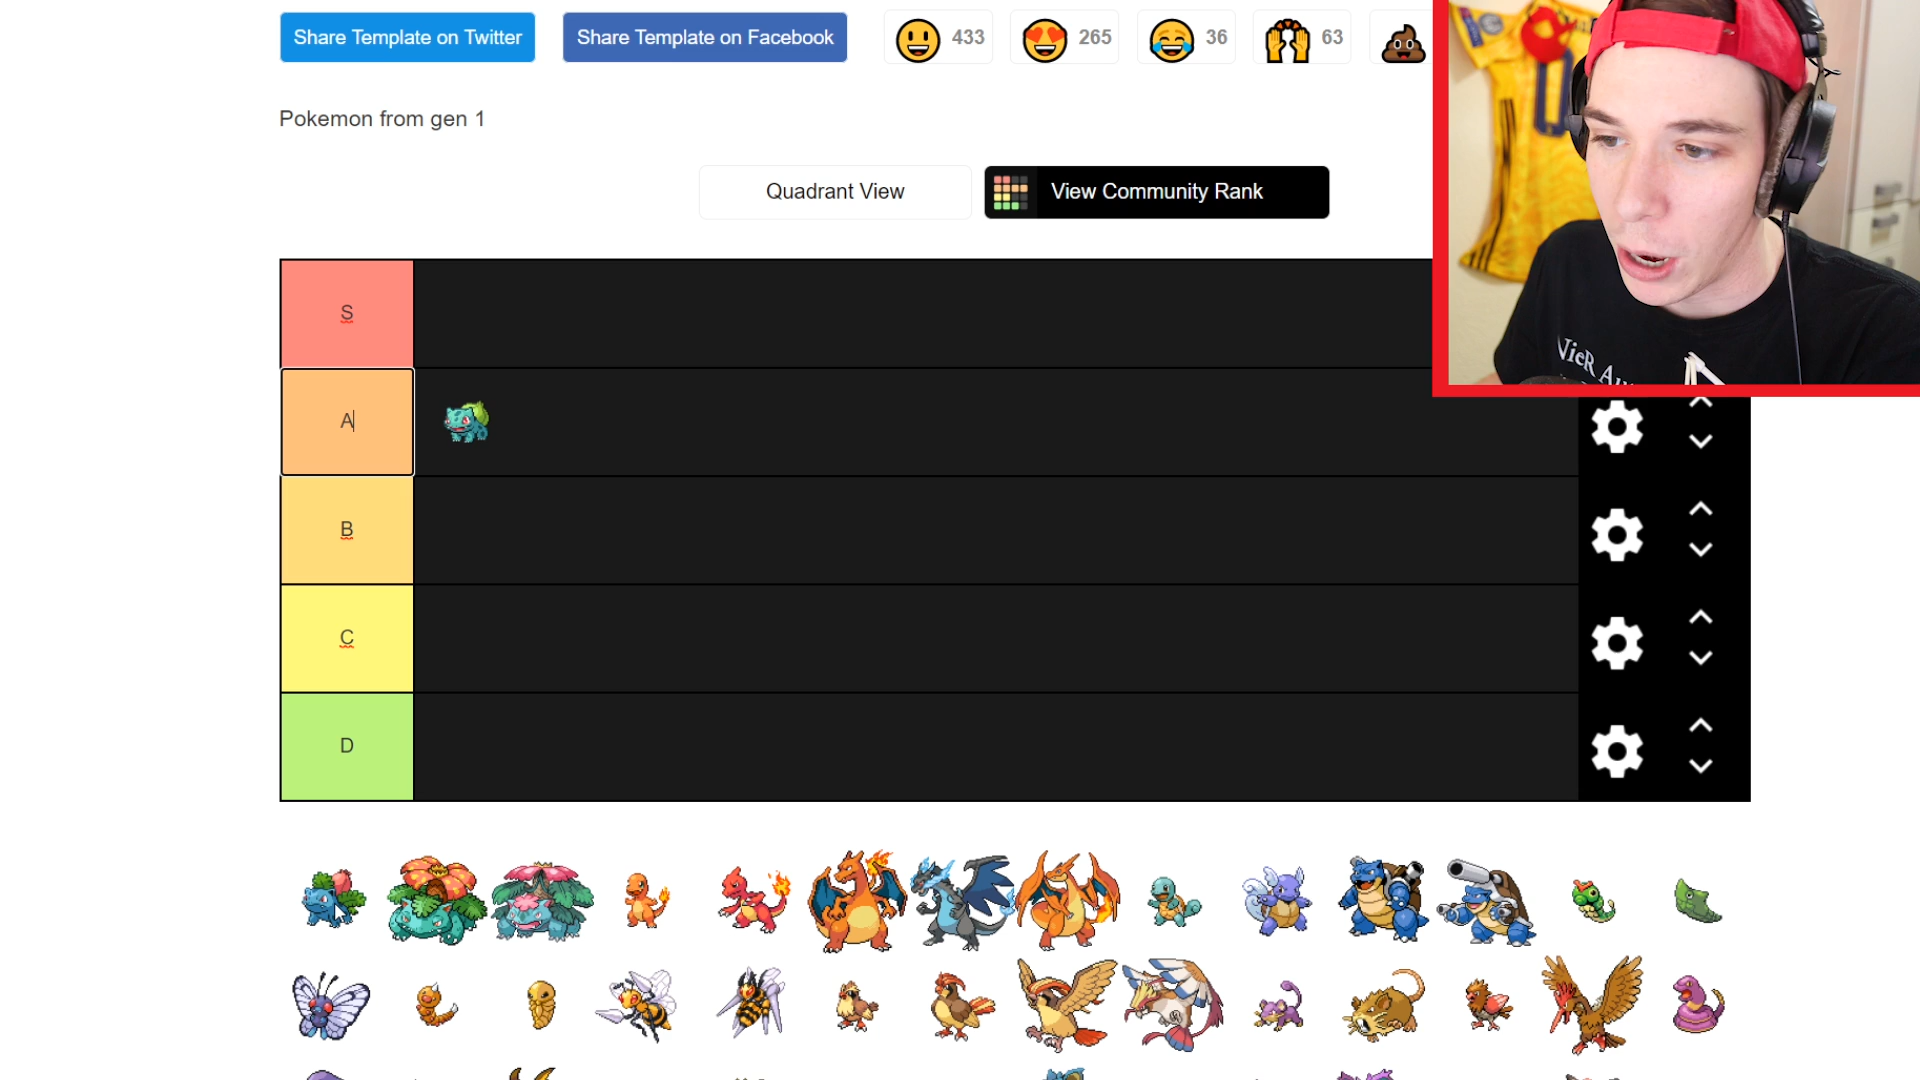 Share Template on Twitter
Share Template on Facebook
433
265
36
63
Pokemon from gen 1
Quadrant View
View Community Rank
S
A
B
C
D
NieR